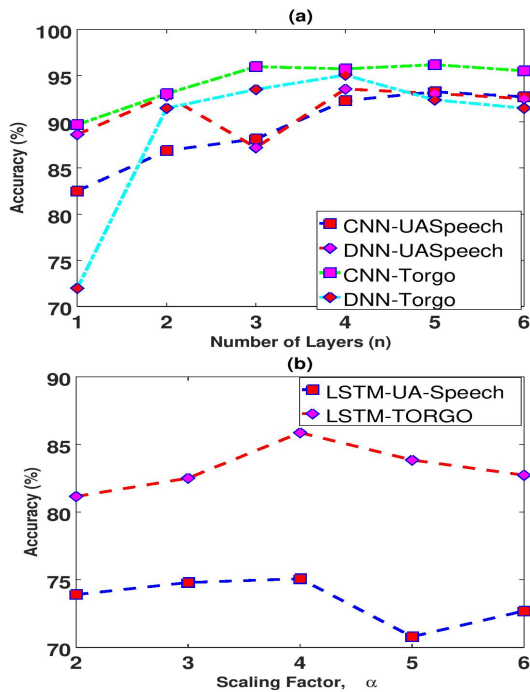 (a)
100
95
90
85
80
75
70
Accuracy (%)
CNN-UASpeech
DNN-UASpeech
CNN-Torgo
DNN-Torgo
1 2 3 4 5 6
Number of Layers (n)
(b)
90
85
80
75
70
Accuracy (%)
LSTM-UA-Speech
LSTM-TORGO
2 3 4 5 6
Scaling Factor, α